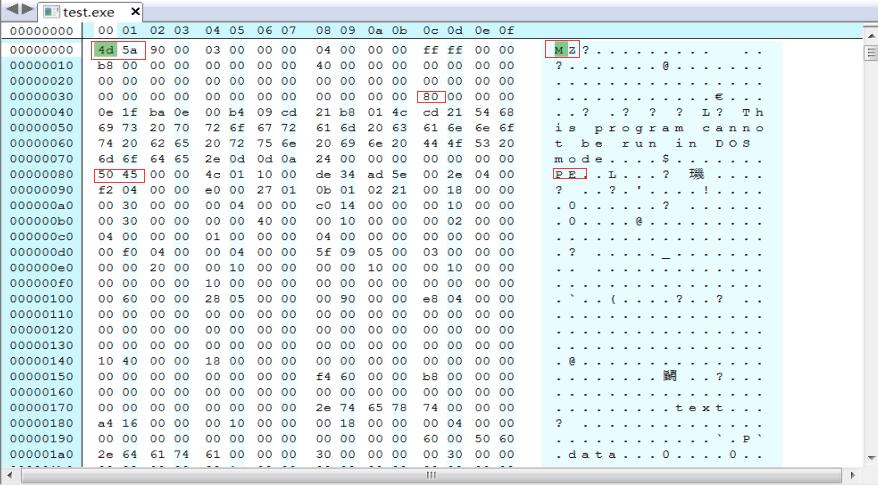 test.exe
00000000 00 01 02 03 04 05 06 07 08 09 0a 0b 0c 0d 0e 0f
00000000 4d 5a 90 00 03 00 00 00 04 00 00 00 ff ff 00 00 M Z ? . . . . . . . . . . . .
00000010 b8 00 00 00 00 00 00 00 40 00 00 00 00 00 00 00 ? . . . . . . . @ . . . . . . .
00000020 00 00 00 00 00 00 00 00 00 00 00 00 00 00 00 00 . . . . . . . . . . . . . . . .
00000030 00 00 00 00 00 00 00 00 00 00 00 00 80 00 00 00 . . . . . . . . . . . . € . . .
00000040 0e 1f ba 0e 00 b4 09 cd 21 b8 01 4c cd 21 54 68 . . ? . ? ? ? L ? T h
00000050 69 73 20 70 72 6f 67 72 61 6d 20 63 61 6e 6e 6f i s p r o g r a m c a n n o
00000060 74 20 62 65 20 72 75 6e 20 69 6e 20 44 4f 53 20 t b e r u n i n D O S
00000070 6d 6f 64 65 2e 0d 0d 0a 24 00 00 00 00 00 00 00 m o d e . . . . $ . . . . . . .
00000080 50 45 00 00 4c 01 10 00 de 34 ad 5e 00 2e 04 00 P E . . L . . . ? 璣 . . . .
00000090 f2 04 00 00 e0 00 27 01 0b 01 02 21 00 18 00 00 ? . . ? . ' . . . . ! . . . .
000000a0 00 30 00 00 00 04 00 00 c0 14 00 00 00 10 00 00 . 0 . . . . . . ? . . . . . . .
000000b0 00 30 00 00 00 00 40 00 00 10 00 00 00 02 00 00 . 0 . . . . @ . . . . . . . . .
000000c0 04 00 00 00 01 00 00 00 04 00 00 00 00 00 00 00 . . . . . . . . . . . . . . . .
000000d0 00 f0 04 00 00 04 00 00 5f 09 05 00 03 00 00 00 . ? . . . . . . _ . . . . . . .
000000e0 00 00 20 00 00 10 00 00 00 00 10 00 00 10 00 00 . . . . . . . . . . . . . . .
000000f0 00 00 00 00 10 00 00 00 00 00 00 00 00 00 00 00 . . . . . . . . . . . . . . . .
00000100 00 60 00 00 28 05 00 00 00 90 00 00 e8 04 00 00 . ` . . ( . . . . ? . . ? . . .
00000110 00 00 00 00 00 00 00 00 00 00 00 00 00 00 00 00 . . . . . . . . . . . . . . . .
00000120 00 00 00 00 00 00 00 00 00 00 00 00 00 00 00 00 . . . . . . . . . . . . . . . .
00000130 00 00 00 00 00 00 00 00 00 00 00 00 00 00 00 00 . . . . . . . . . . . . . . . .
00000140 10 40 00 00 18 00 00 00 00 00 00 00 00 00 00 00 . @ . . . . . . . . . . . . . .
00000150 00 00 00 00 00 00 00 00 f4 60 00 00 b8 00 00 00 . . . . . . . . . . ? . . .
00000160 00 00 00 00 00 00 00 00 00 00 00 00 00 00 00 00 . . . . . . . . . . . . . . . .
00000170 00 00 00 00 00 00 00 00 2e 74 65 78 74 00 00 00 . . . . . . . . . t e x t . . .
00000180 a4 16 00 00 00 10 00 00 00 18 00 00 00 04 00 00 ? . . . . . . . . . . . . . .
00000190 00 00 00 00 00 00 00 00 00 00 00 00 60 00 50 60 . . . . . . . . . . . . ` . P `
000001a0 2e 64 61 74 61 00 00 00 30 00 00 00 00 30 00 00 . d a t a . . . 0 . . . . 0 . .